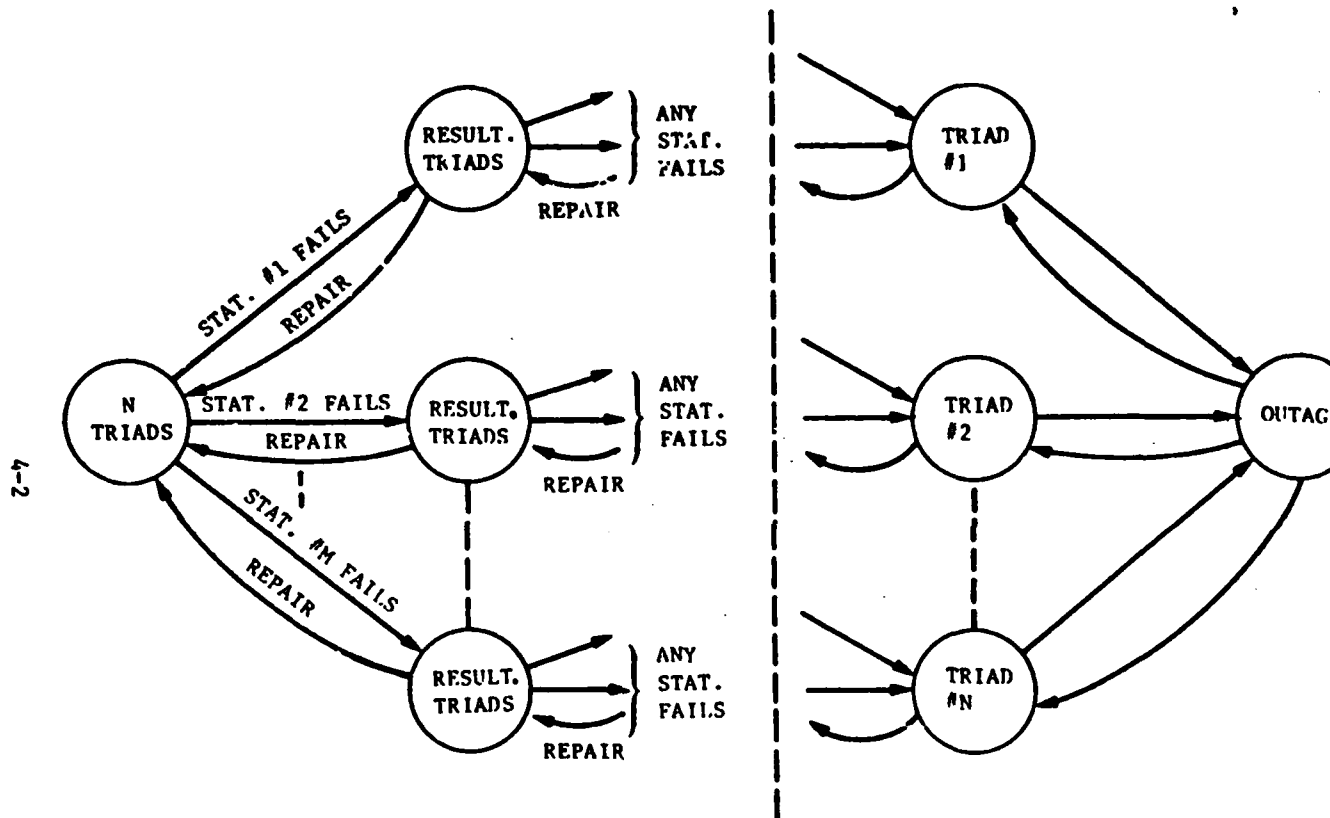 RESULT.
TRIADS
ANY
STAT.
FAILS
REPAIR
TRIAD
#1
STAT. #1 FAILS
REPAIR
N
TRIADS
STAT. #2 FAILS
REPAIR
RESULT.
TRIADS
ANY
STAT.
FAILS
REPAIR
TRIAD
#2
OUTAG
STAT. #M FAILS
REPAIR
RESULT.
TRIADS
ANY
STAT.
FAILS
REPAIR
TRIAD
#N
4-2